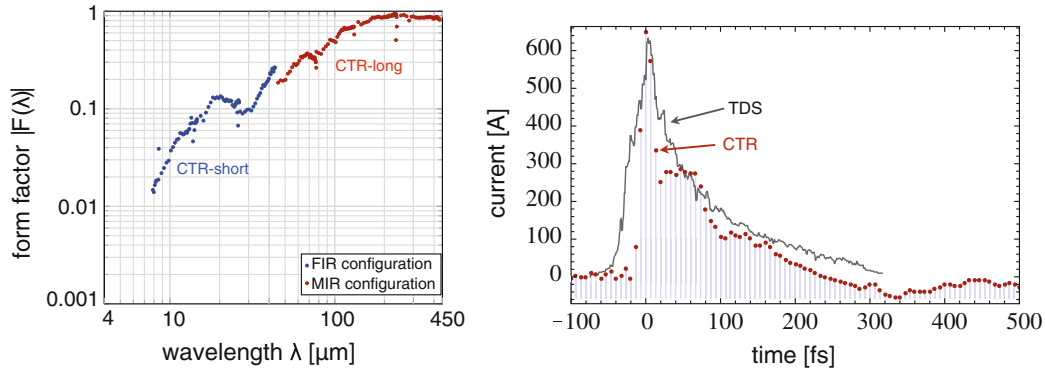 form factor |F(λ)|
1
0.1
0.01
0.001
CTR-long
CTR-short
FIR configuration
MIR configuration
4
10
100
450
wavelength λ [μm]
current [A]
600
500
400
300
200
100
0
TDS
CTR
−100
0
100
200
300
400
500
time [fs]